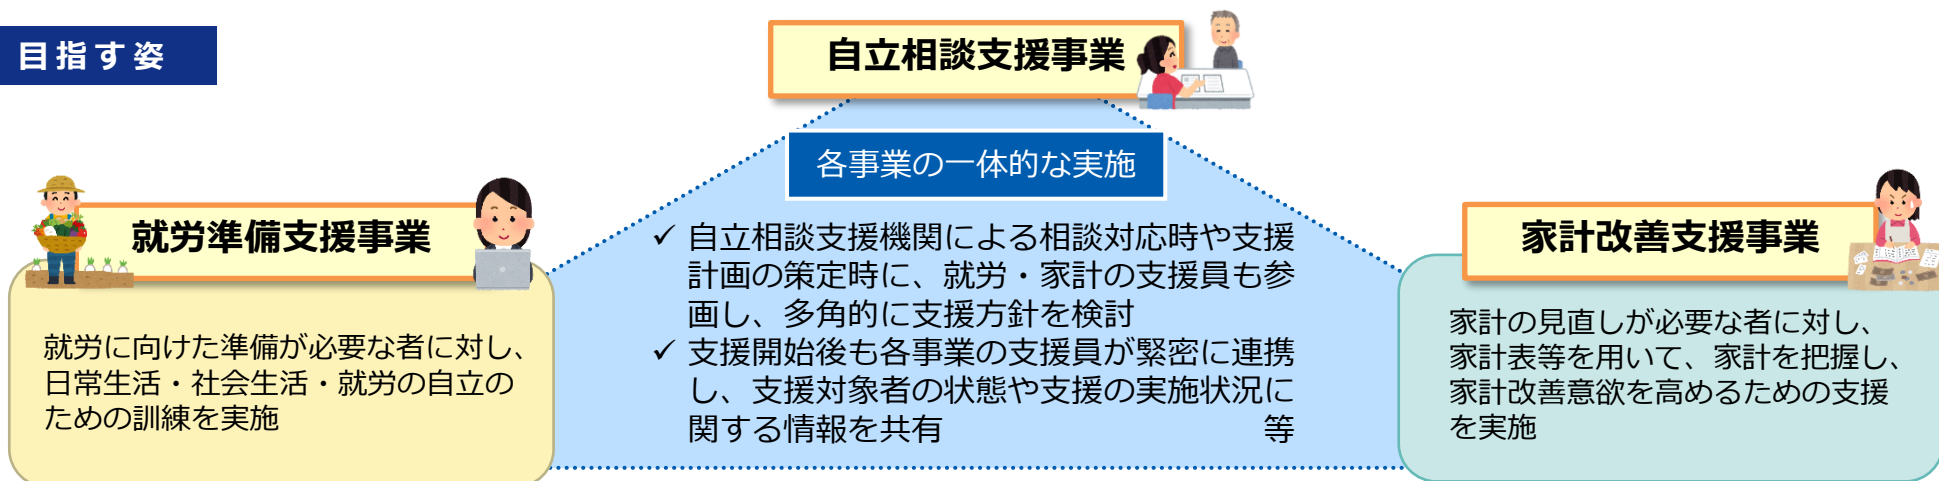 目指す姿
自立相談支援事業
各事業の一体的な実施
就労準備支援事業
就労に向けた準備が必要な者に対し、
日常生活・社会生活・就労の自立の
ための訓練を実施
✓ 自立相談支援機関による相談対応時や支援
計画の策定時に、就労・家計の支援員も参
画し、多角的に支援方針を検討
✓ 支援開始後も各事業の支援員が緊密に連携
し、支援対象者の状態や支援の実施状況に
関する情報を共有 等
家計改善支援事業
家計の見直しが必要な者に対し、
家計表等を用いて、家計を把握し、
家計改善意欲を高めるための支援
を実施